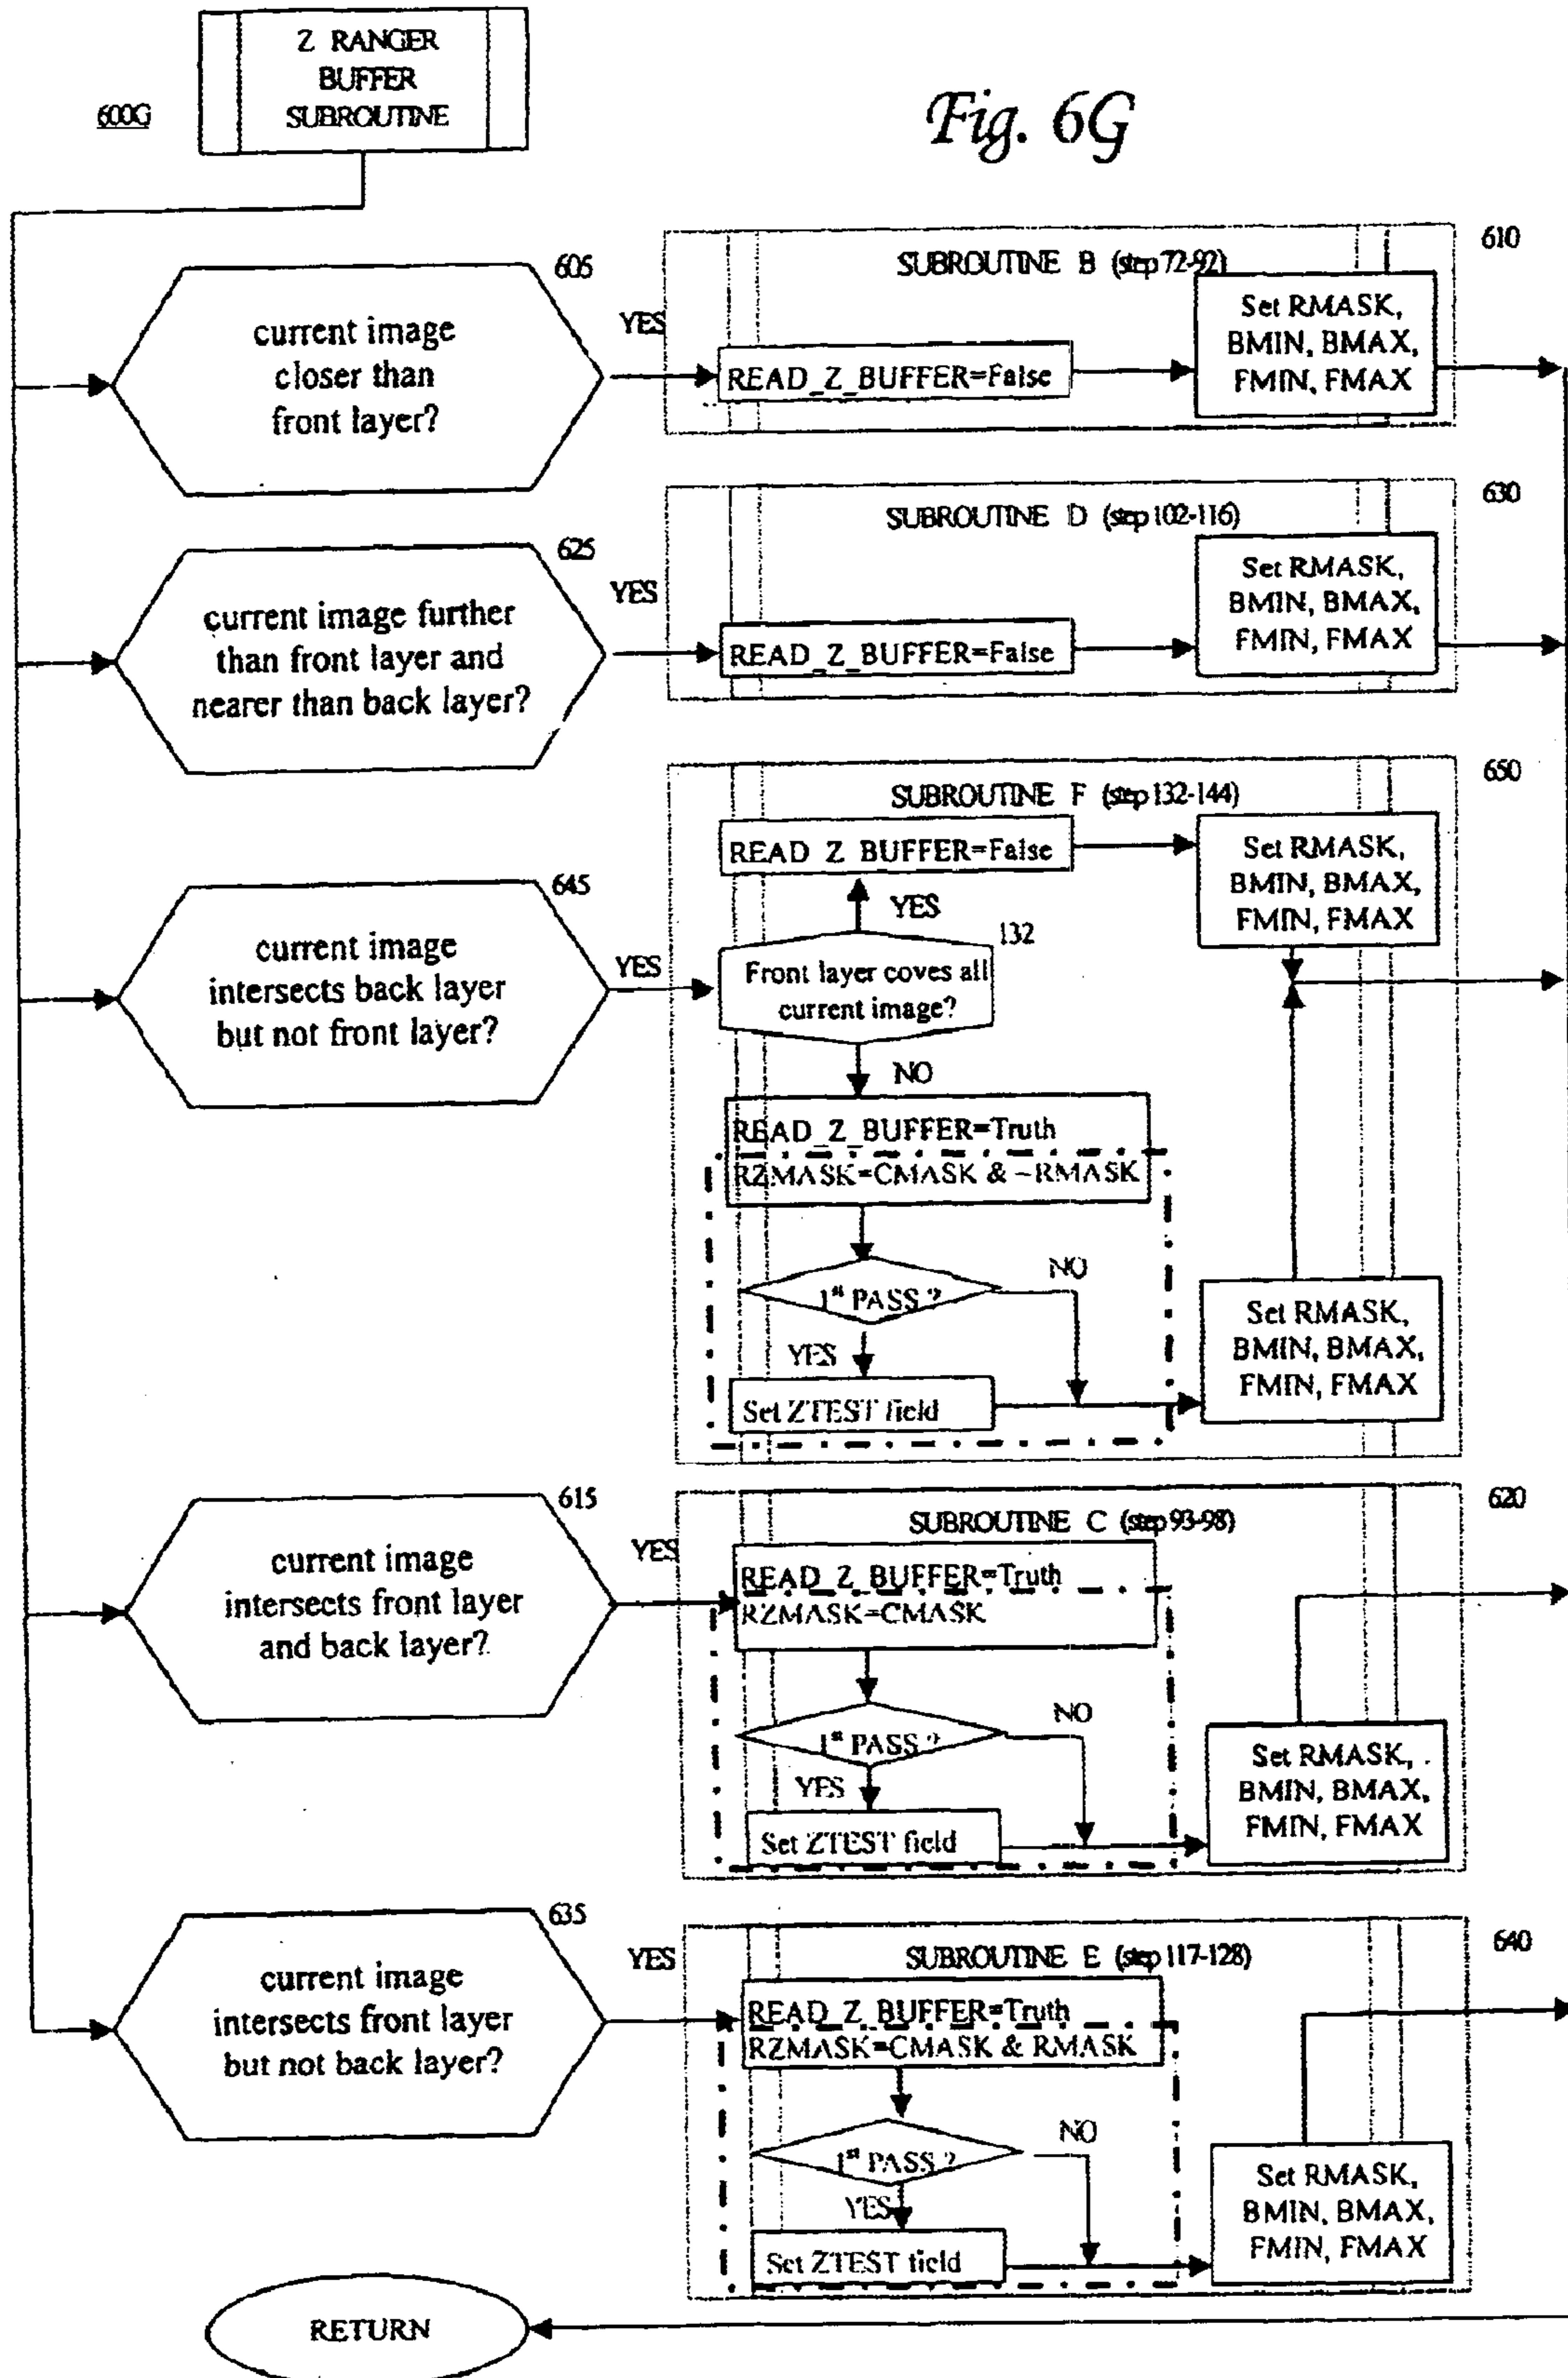 Z RANGER
BUFFER
SUBROUTINE
600G
Fig. 6G
605
current image
closer than
front layer?
YES
610
SUBROUTINE B (step 72-92)
READ_Z_BUFFER=False
Set RMASK,
BMIN, BMAX,
FMIN, FMAX
625
current image further
than front layer and
nearer than back layer?
YES
630
SUBROUTINE D (step 102-116)
READ_Z_BUFFER=False
Set RMASK,
BMIN, BMAX,
FMIN, FMAX
645
current image
intersects back layer
but not front layer?
YES
650
SUBROUTINE F (step 132-144)
READ_Z_BUFFER=False
Set RMASK,
BMIN, BMAX,
FMIN, FMAX
YES
132
Front layer coves all
current image?
NO
READ_Z_BUFFER=Truth
RZMASK=CMASK & ~RMASK
1st PASS ?
NO
YES
Set ZTEST field
Set RMASK,
BMIN, BMAX,
FMIN, FMAX
615
current image
intersects front layer
and back layer?
YES
620
SUBROUTINE C (step 93-98)
READ_Z_BUFFER=Truth
RZMASK=CMASK
1st PASS ?
NO
YES
Set ZTEST field
Set RMASK,
BMIN, BMAX,
FMIN, FMAX
635
current image
intersects front layer
but not back layer?
YES
640
SUBROUTINE E (step 117-128)
READ_Z_BUFFER=Truth
RZMASK=CMASK & RMASK
1st PASS ?
NO
YES
Set ZTEST field
Set RMASK,
BMIN, BMAX,
FMIN, FMAX
RETURN